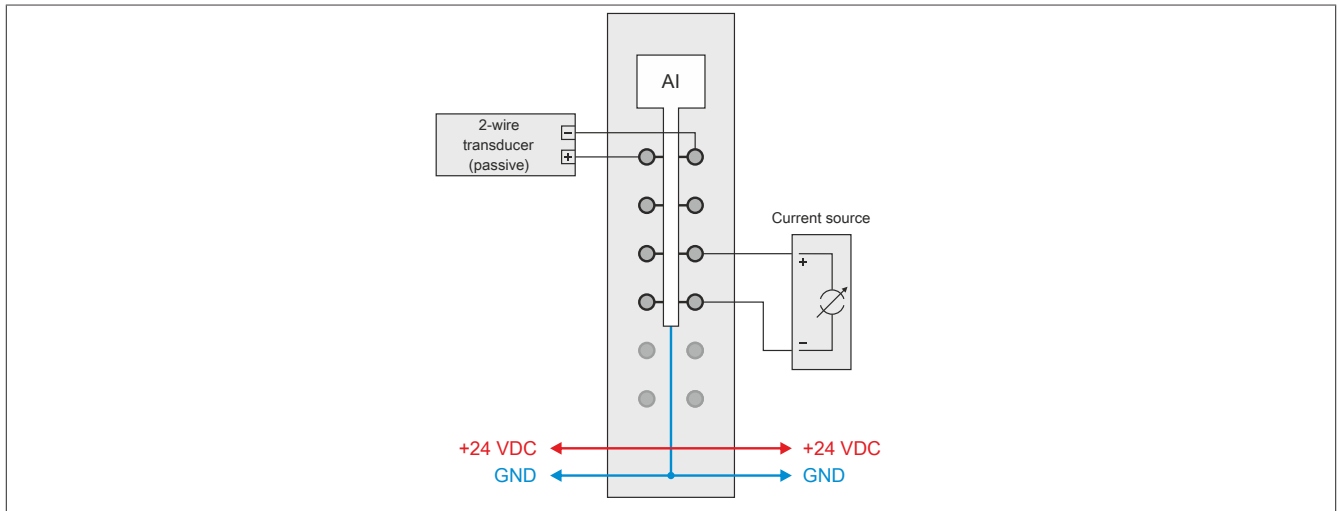 AI
2-wire
transducer
(passive)
−
+
Current source
+
−
+24 VDC
+24 VDC
GND
GND